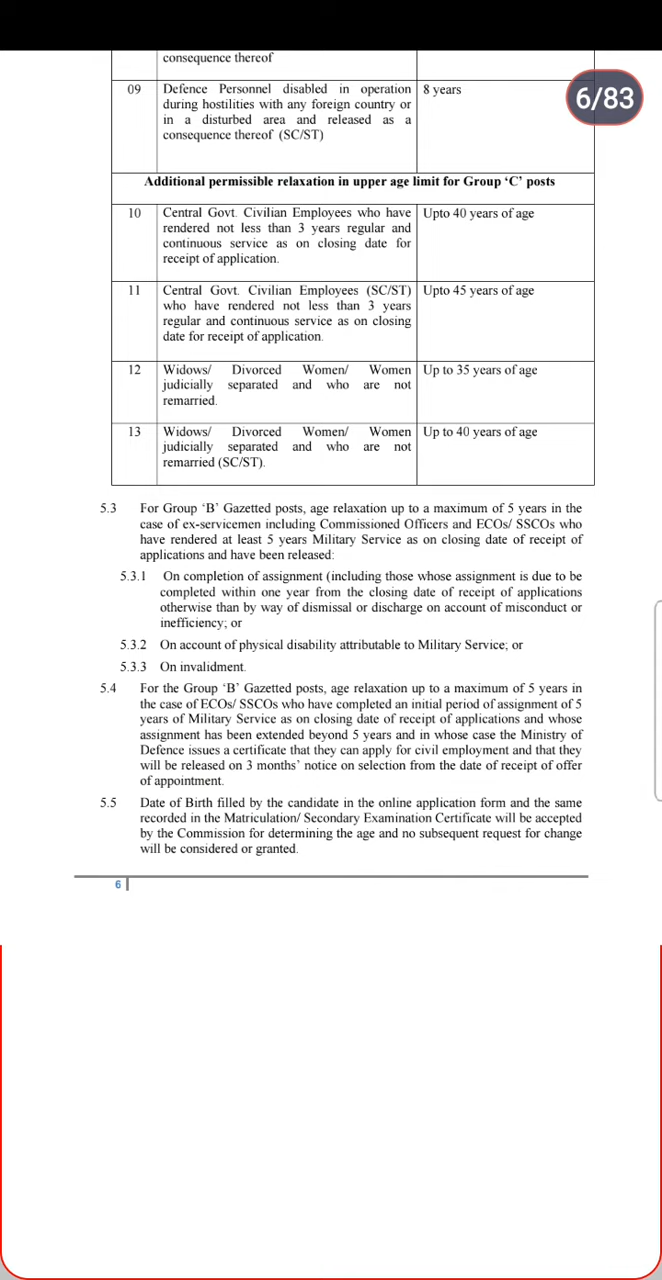 consequence thereof
6/83
09 Defence Personnel disabled in operation 8 years
during hostilities with any foreign country or
in a disturbed area and released as a
consequence thereof (SC/ST)
Additional permissible relaxation in upper age limit for Group ‘C’ posts
10 Central Govt. Civilian Employees who have Upto 40 years of age
rendered not less than 3 years regular and
continuous service as on closing date for
receipt of application.
11 Central Govt. Civilian Employees (SC/ST) Upto 45 years of age
who have rendered not less than 3 years
regular and continuous service as on closing
date for receipt of application.
12 Widows/ Divorced Women/ Women Up to 35 years of age
judicially separated and who are not
remarried.
13 Widows/ Divorced Women/ Women Up to 40 years of age
judicially separated and who are not
remarried (SC/ST).
5.3 For Group ‘B’ Gazetted posts, age relaxation up to a maximum of 5 years in the
case of ex-servicemen including Commissioned Officers and ECOs/ SSCOs who
have rendered at least 5 years Military Service as on closing date of receipt of
applications and have been released:
5.3.1 On completion of assignment (including those whose assignment is due to be
completed within one year from the closing date of receipt of applications
otherwise than by way of dismissal or discharge on account of misconduct or
inefficiency; or
5.3.2 On account of physical disability attributable to Military Service; or
5.3.3 On invalidment.
5.4 For the Group ‘B’ Gazetted posts, age relaxation up to a maximum of 5 years in
the case of ECOs/ SSCOs who have completed an initial period of assignment of 5
years of Military Service as on closing date of receipt of applications and whose
assignment has been extended beyond 5 years and in whose case the Ministry of
Defence issues a certificate that they can apply for civil employment and that they
will be released on 3 months’ notice on selection from the date of receipt of offer
of appointment.
5.5 Date of Birth filled by the candidate in the online application form and the same
recorded in the Matriculation/ Secondary Examination Certificate will be accepted
by the Commission for determining the age and no subsequent request for change
will be considered or granted.
6